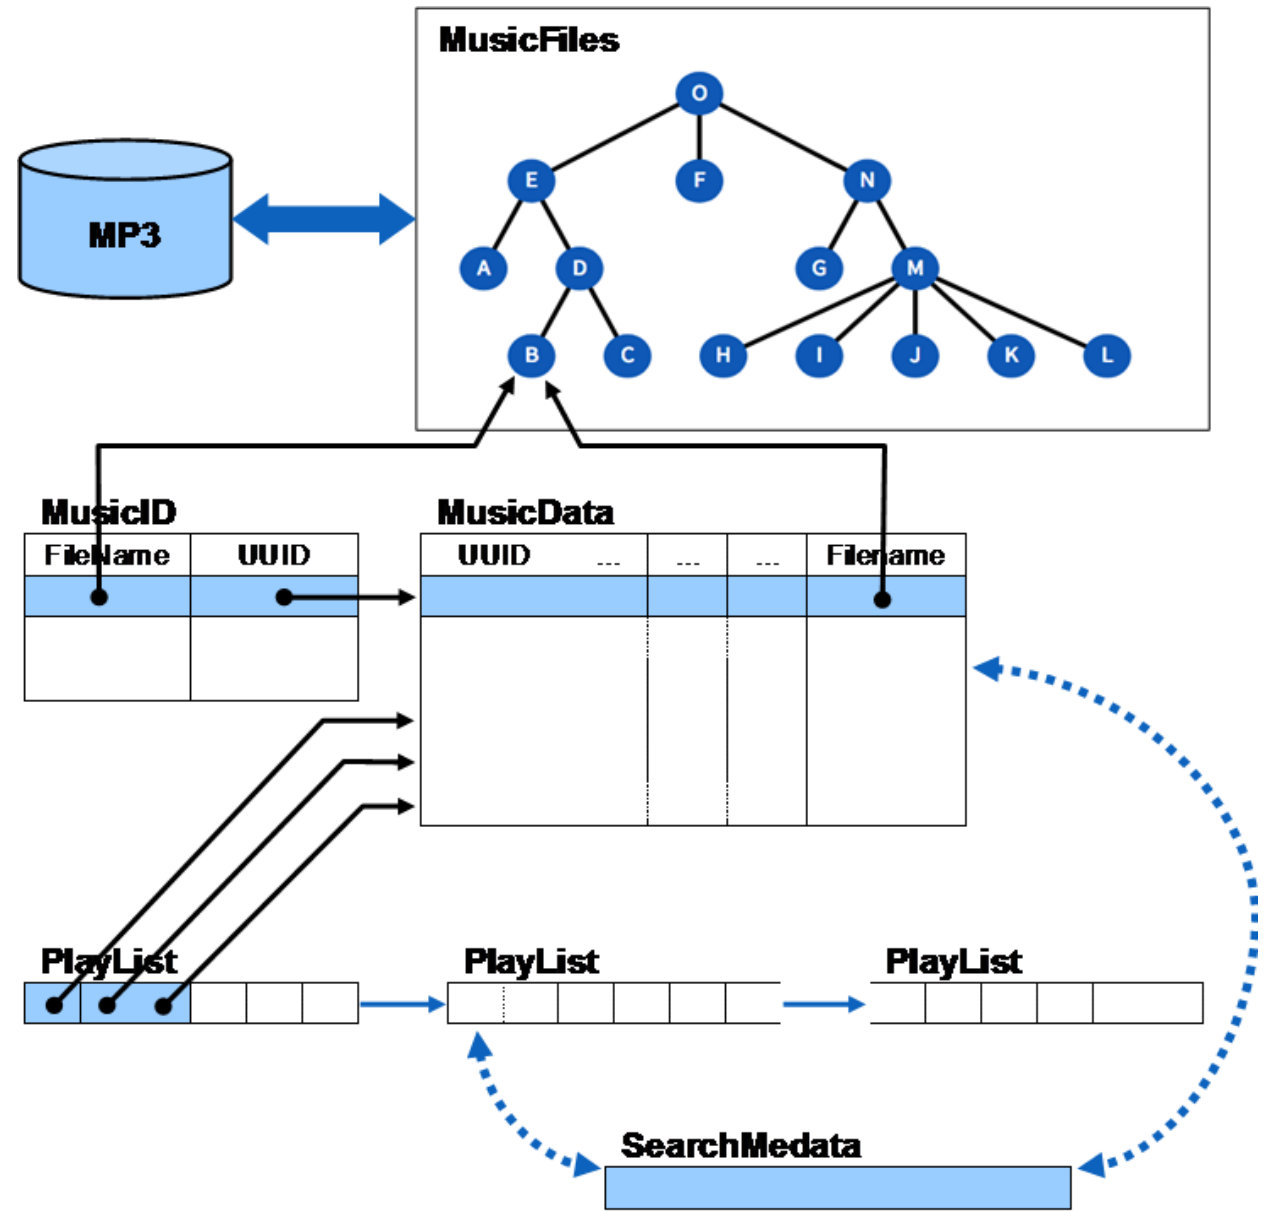 MusicFiles
O
MP3
E F N
A D G M
B C H I J K L
MusicID
MusicData
FileName UUID
UUID ... ... ... Filename
PlayList PlayList PlayList
SearchMedata